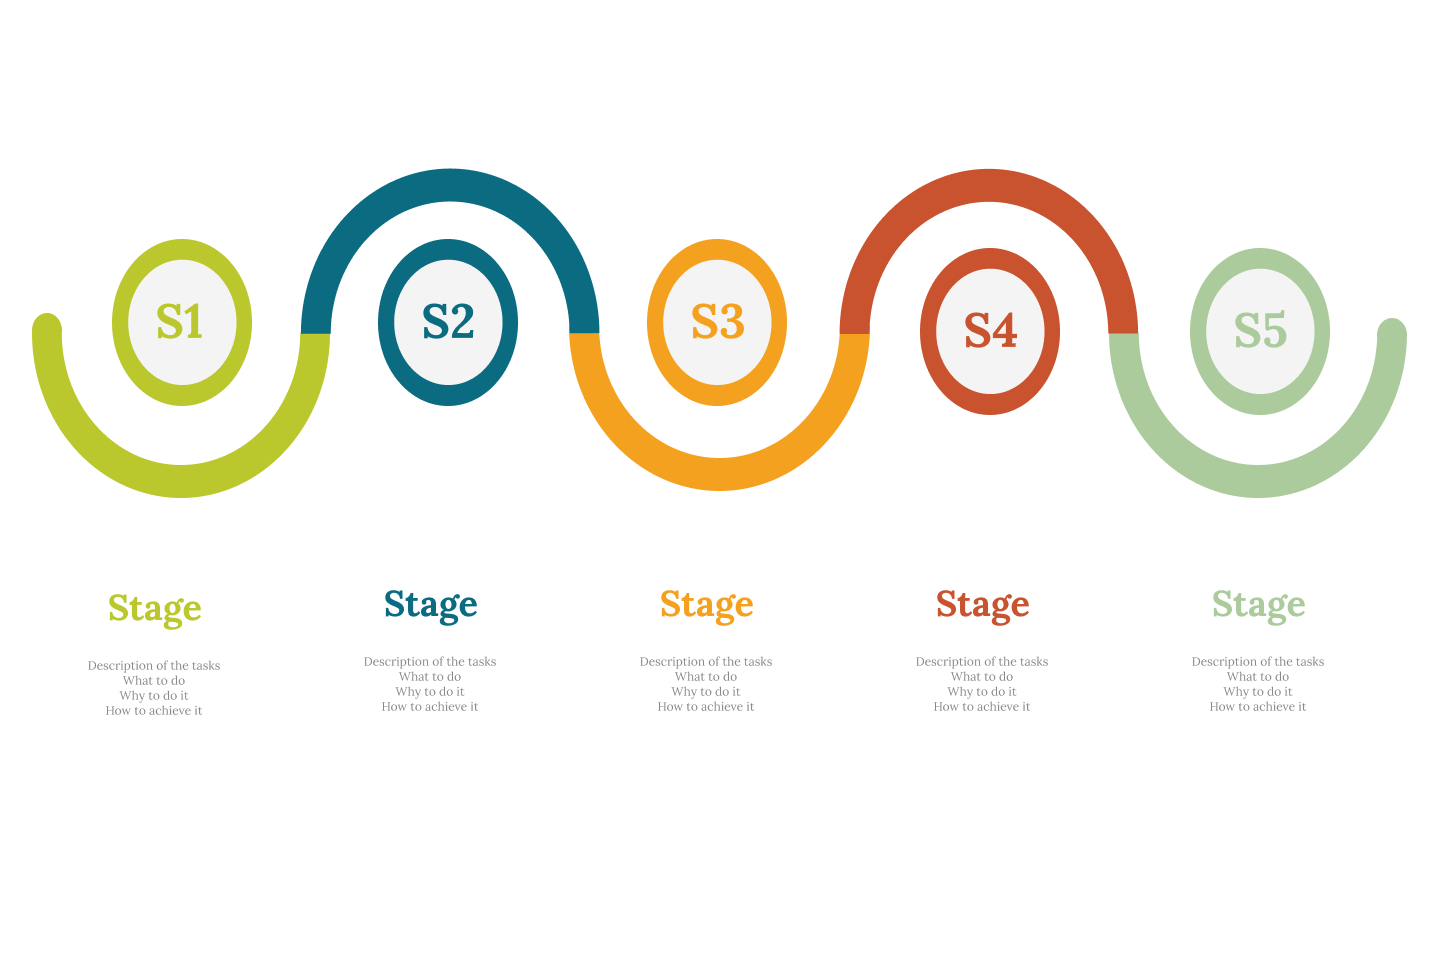 S1
S2
S3
S4
S5
Stage
Description of the tasks
What to do
Why to do it
How to achieve it
Stage
Description of the tasks
What to do
Why to do it
How to achieve it
Stage
Description of the tasks
What to do
Why to do it
How to achieve it
Stage
Description of the tasks
What to do
Why to do it
How to achieve it
Stage
Description of the tasks
What to do
Why to do it
How to achieve it